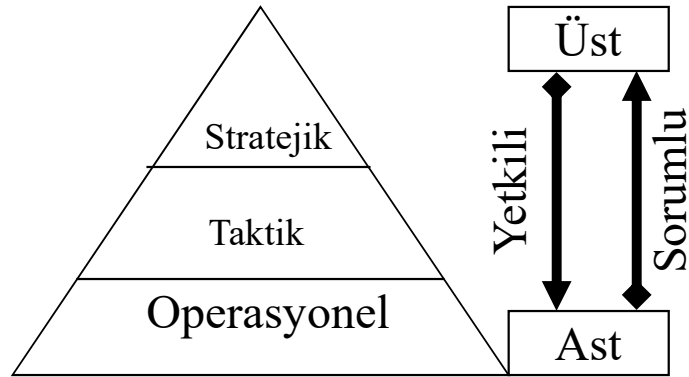 Üst
Stratejik
Yetkili
Sorumlu
Taktik
Operasyonel
Ast